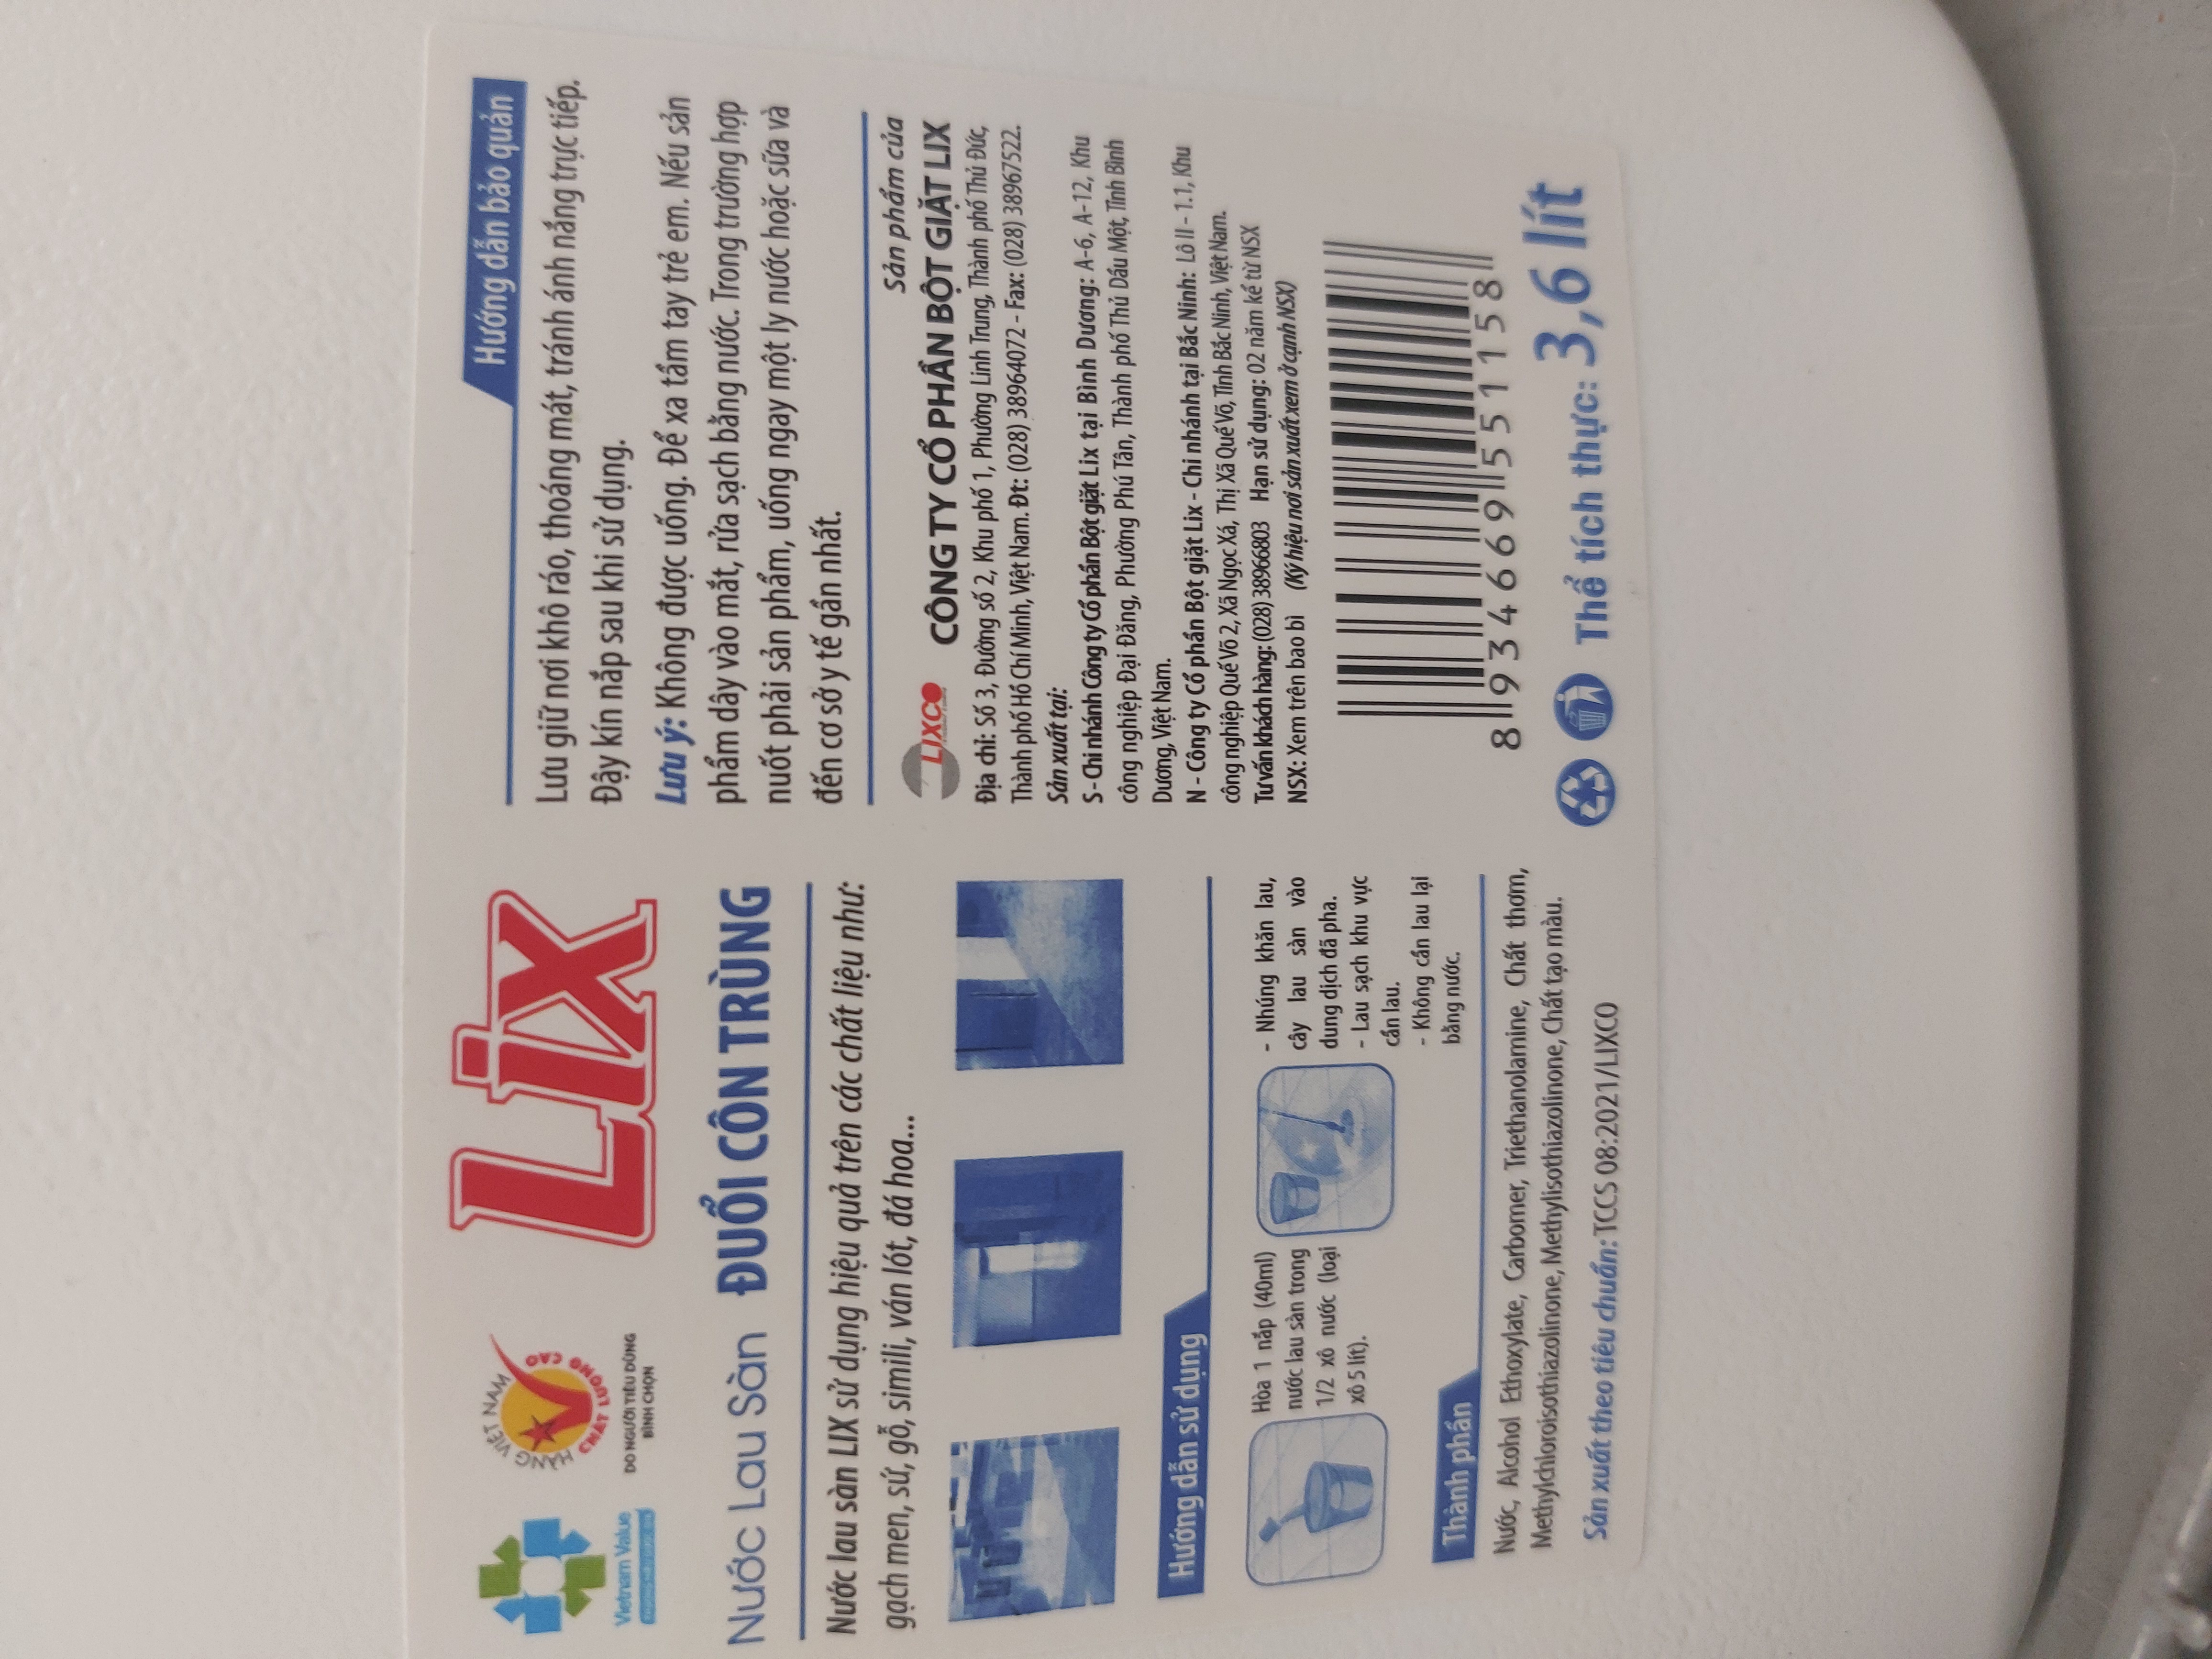 Vietnam Value
HÀNG VIỆT NAM
CHẤT LƯỢNG CAO
DO NGƯỜI TIÊU DÙNG
BÌNH CHỌN
Lix
Nước Lau Sàn ĐUỔI CÔN TRÙNG
Nước lau sàn LIX sử dụng hiệu quả trên các chất liệu như:
gạch men, sứ, gỗ, simili, ván lót, đá hoa...
Hướng dẫn sử dụng
Hòa 1 nắp (40ml)
nước lau sàn trong
1/2 xô nước (loại
xô 5 lít).
- Nhúng khăn lau,
cây lau sàn vào
dung dịch đã pha.
- Lau sạch khu vực
cần lau.
- Không cần lau lại
bằng nước.
Thành phần
Nước, Alcohol Ethoxylate, Carbomer, Triethanolamine, Chất thơm,
Methylchloroisothiazolinone, Methylisothiazolinone, Chất tạo màu.
Sản xuất theo tiêu chuẩn: TCCS 08:2021/LIXCO
Hướng dẫn bảo quản
Lưu giữ nơi khô ráo, thoáng mát, tránh ánh nắng trực tiếp.
Đậy kín nắp sau khi sử dụng.
Lưu ý: Không được uống. Để xa tầm tay trẻ em. Nếu sản
phẩm dây vào mắt, rửa sạch bằng nước. Trong trường hợp
nuốt phải sản phẩm, uống ngay một ly nước hoặc sữa và
đến cơ sở y tế gần nhất.
Sản phẩm của
LIXCO
CÔNG TY CỔ PHẦN BỘT GIẶT LIX
Địa chỉ: Số 3, Đường số 2, Khu phố 1, Phường Linh Trung, Thành phố Thủ Đức,
Thành phố Hồ Chí Minh, Việt Nam. Đt: (028) 38964072 - Fax: (028) 38967522.
Sản xuất tại:
S - Chi nhánh Công ty Cổ phần Bột giặt Lix tại Bình Dương: A-6, A-12, Khu
công nghiệp Đại Đăng, Phường Phú Tân, Thành phố Thủ Dầu Một, Tỉnh Bình
Dương, Việt Nam.
N - Công ty Cổ phần Bột giặt Lix - Chi nhánh tại Bắc Ninh: Lô II - 1.1, Khu
công nghiệp Quế Võ 2, Xã Ngọc Xá, Thị Xã Quế Võ, Tỉnh Bắc Ninh, Việt Nam.
Tư vấn khách hàng: (028) 38966803 Hạn sử dụng: 02 năm kể từ NSX
NSX: Xem trên bao bì (Ký hiệu nơi sản xuất xem ở cạnh NSX)
8 934669 551158
Thể tích thực: 3,6 lít